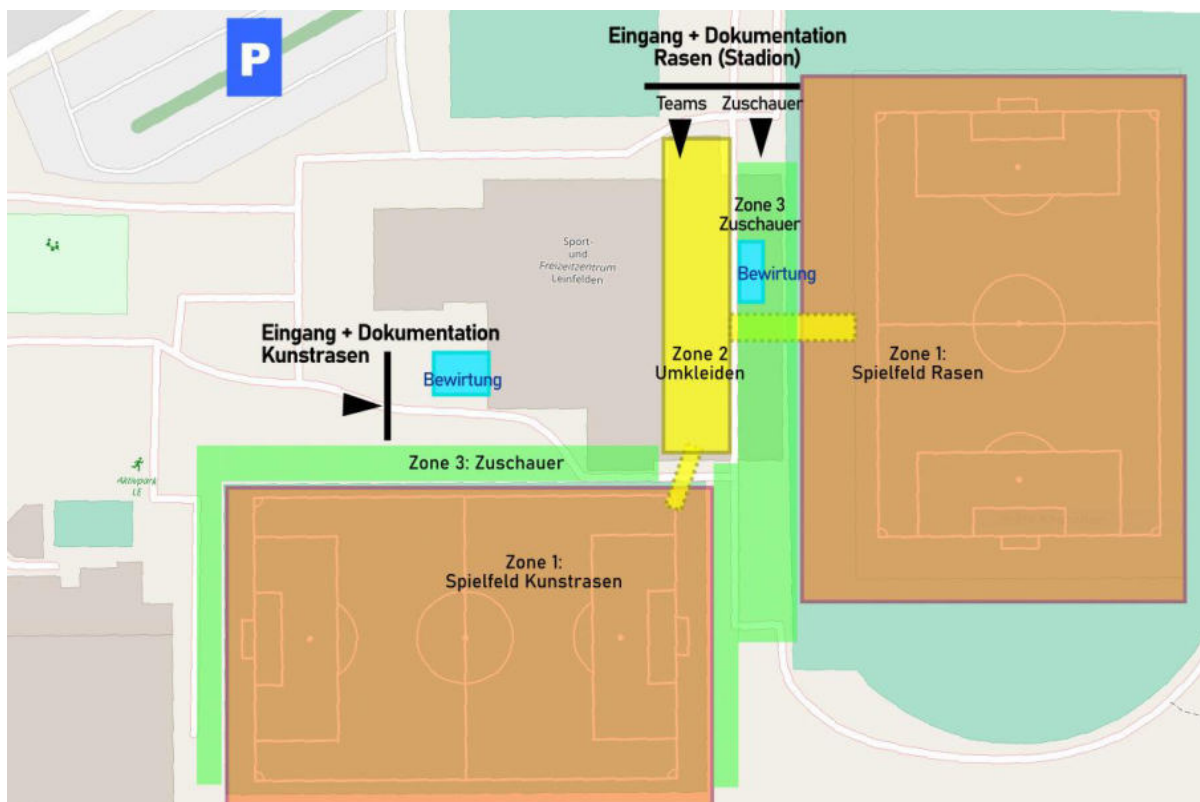 P
Eingang + Dokumentation
Rasen (Stadion)
Teams
Zuschauer
Zone 3
Zuschauer
Bewirtung
Sport-
und
Freizeitzentrum
Leinfelden
Eingang + Dokumentation
Kunstrasen
Bewirtung
Zone 2
Umkleiden
Zone 1:
Spielfeld Rasen
Zone 3: Zuschauer
Aktivpark
LE
Zone 1:
Spielfeld Kunstrasen